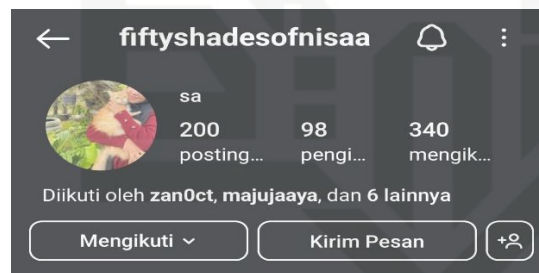 fiftyshadesofnisaa
sa
200 98 340
posting... pengi... mengik...
Diikuti oleh zan0ct, majujaaya, dan 6 lainnya
Mengikuti Kirim Pesan